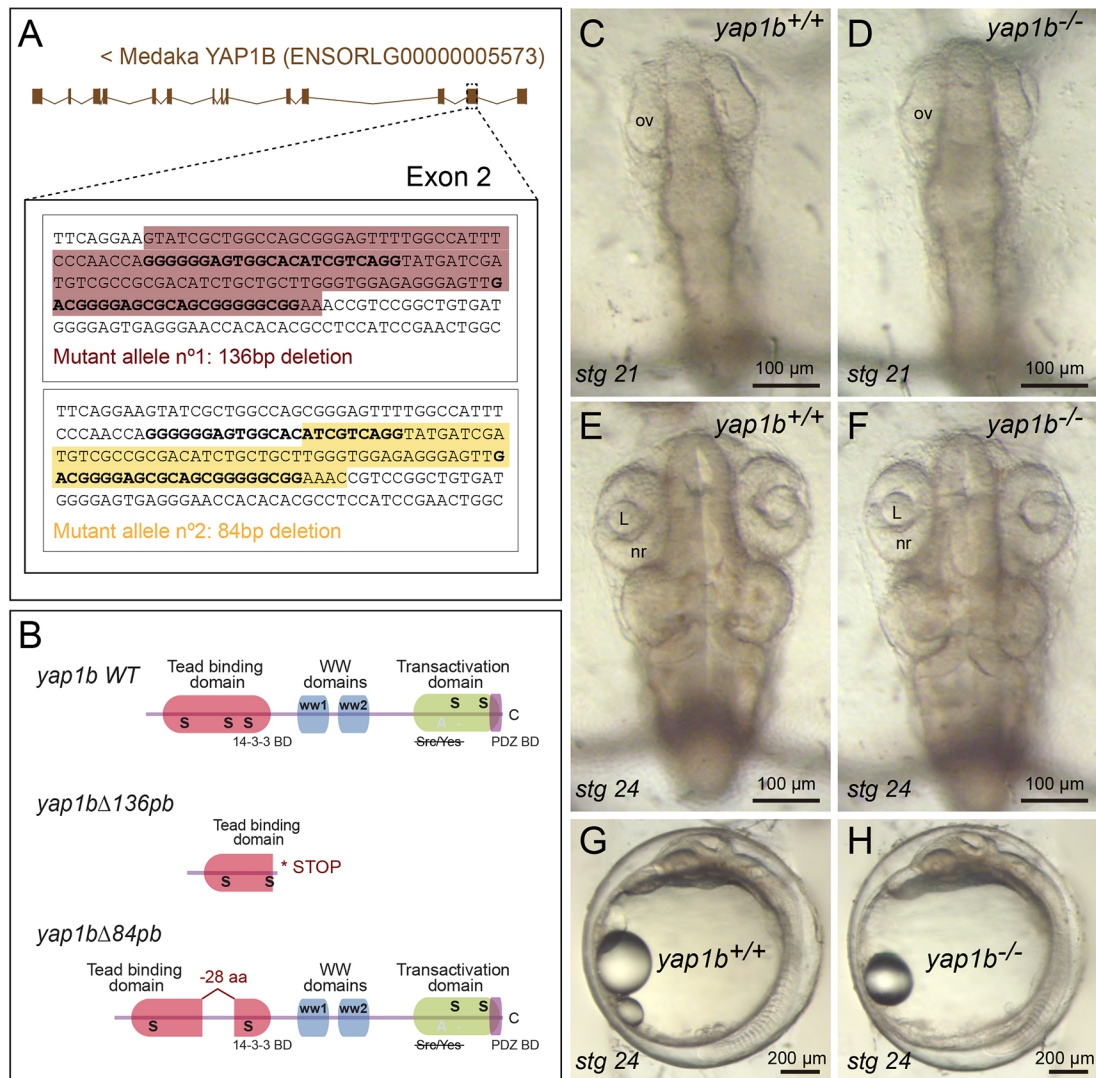 A
< Medaka YAP1B (ENSORLG00000005573)
Exon 2
TTCAGGAAGTATCGCTGGCCAGCGGGAGTTTTGGCCATTT
CCCAACCAGGGGGGAGTGGCACATCGTCAGGTATGATCGA
TGTCGCCGCGACATCTGCTGCTTGGGTGGAGAGGGAGTTG
ACGGGGAGCGCAGCGGGGGCGGAAACCGTCCGGCTGTGAT
GGGGAGTGAGGGAACCACACACGCCTCCATCCGAACTGGC
Mutant allele nº1: 136bp deletion
TTCAGGAAGTATCGCTGGCCAGCGGGAGTTTTGGCCATTT
CCCAACCAGGGGGGAGTGGCACATCGTCAGGTATGATCGA
TGTCGCCGCGACATCTGCTGCTTGGGTGGAGAGGGAGTTG
ACGGGGAGCGCAGCGGGGGCGGAAACCGTCCGGCTGTGAT
GGGGAGTGAGGGAACCACACACGCCTCCATCCGAACTGGC
Mutant allele nº2: 84bp deletion
B
yap1b WT
Tead binding
domain
WW
domains
Transactivation
domain
S S S
ww1 ww2
S S
A -
C
14-3-3 BD
Src/Yes
PDZ BD
yap1bΔ136pb
Tead binding
domain
* STOP
S S
yap1bΔ84pb
Tead binding
domain
-28 aa
WW
domains
Transactivation
domain
S S
ww1 ww2
S S
A -
C
14-3-3 BD
Src/Yes
PDZ BD
C
yap1b+/+
ov
stg 21
100 µm
D
yap1b-/-
ov
stg 21
100 µm
E
yap1b+/+
L
nr
stg 24
100 µm
F
yap1b-/-
L
nr
stg 24
100 µm
G
yap1b+/+
stg 24
200 µm
H
yap1b-/-
stg 24
200 µm